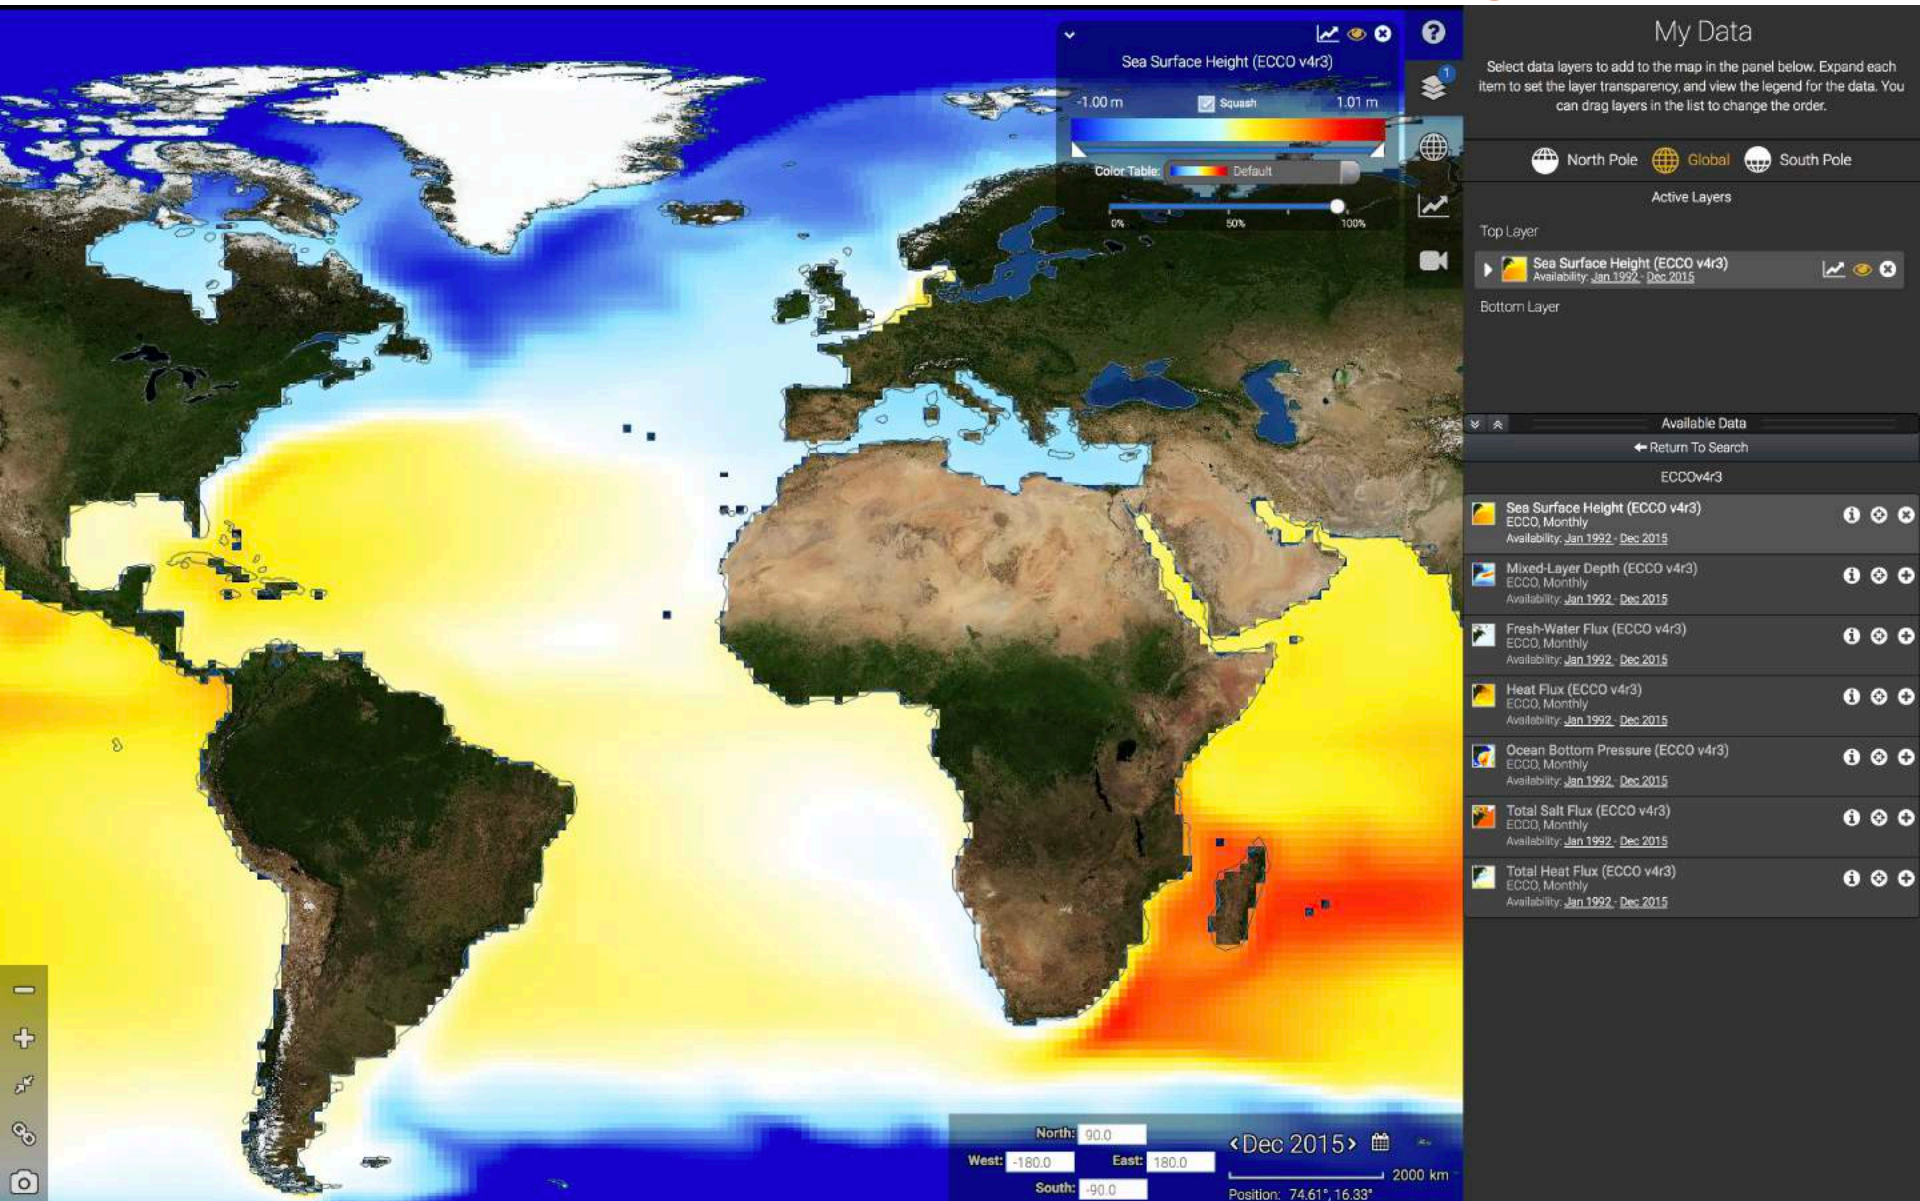 Sea Surface Height (ECCO v4r3)
-1.00 m
Squash
1.01 m
Color Table:
Default
0%
50%
100%
1
My Data
Select data layers to add to the map in the panel below. Expand each
item to set the layer transparency, and view the legend for the data. You
can drag layers in the list to change the order.
North Pole
Global
South Pole
Active Layers
Top Layer
Sea Surface Height (ECCO v4r3)
Availability: Jan 1992 - Dec 2015
Bottom Layer
Available Data
Return To Search
ECCOv4r3
Sea Surface Height (ECCO v4r3)
ECCO, Monthly
Availability: Jan 1992 - Dec 2015
Mixed-Layer Depth (ECCO v4r3)
ECCO, Monthly
Availability: Jan 1992 - Dec 2015
Fresh-Water Flux (ECCO v4r3)
ECCO, Monthly
Availability: Jan 1992 - Dec 2015
Heat Flux (ECCO v4r3)
ECCO, Monthly
Availability: Jan 1992 - Dec 2015
Ocean Bottom Pressure (ECCO v4r3)
ECCO, Monthly
Availability: Jan 1992 - Dec 2015
Total Salt Flux (ECCO v4r3)
ECCO, Monthly
Availability: Jan 1992 - Dec 2015
Total Heat Flux (ECCO v4r3)
ECCO, Monthly
Availability: Jan 1992 - Dec 2015
North: 90.0
West: -180.0
East: 180.0
South: -90.0
Dec 2015
2000 km
Position: 74.61°, 16.33°